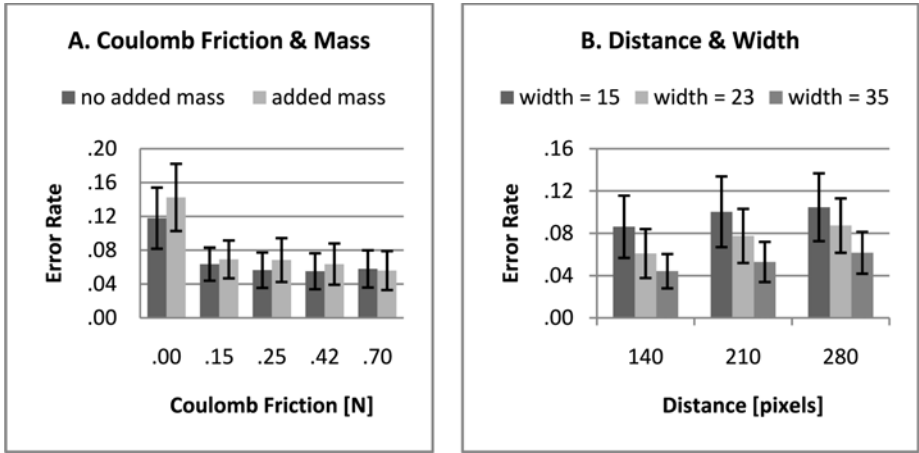 A. Coulomb Friction & Mass
no added mass added mass
Error Rate
.20
.16
.12
.08
.04
.00
.00 .15 .25 .42 .70
Coulomb Friction [N]
B. Distance & Width
width = 15 width = 23 width = 35
Error Rate
.16
.12
.08
.04
.00
140 210 280
Distance [pixels]